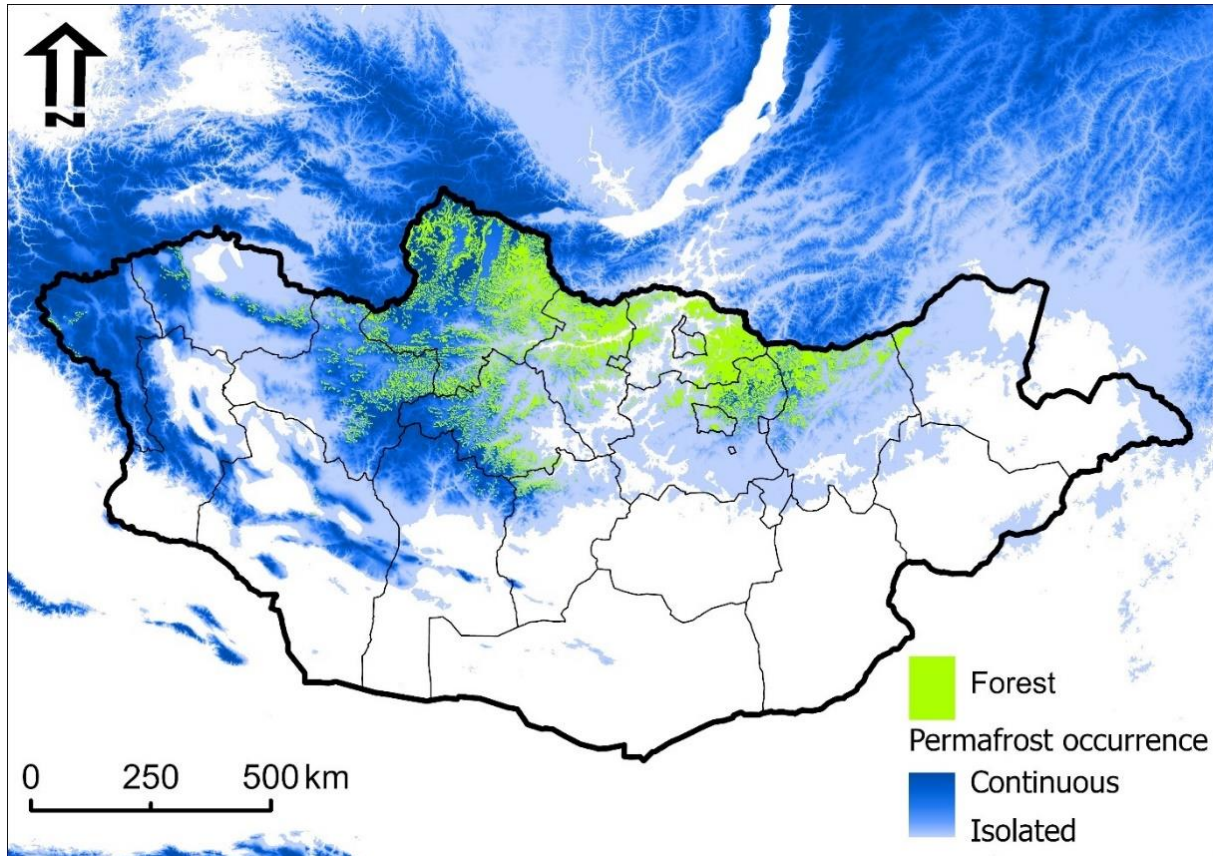 N
Forest
Permafrost occurrence
Continuous
Isolated
0 250 500 km